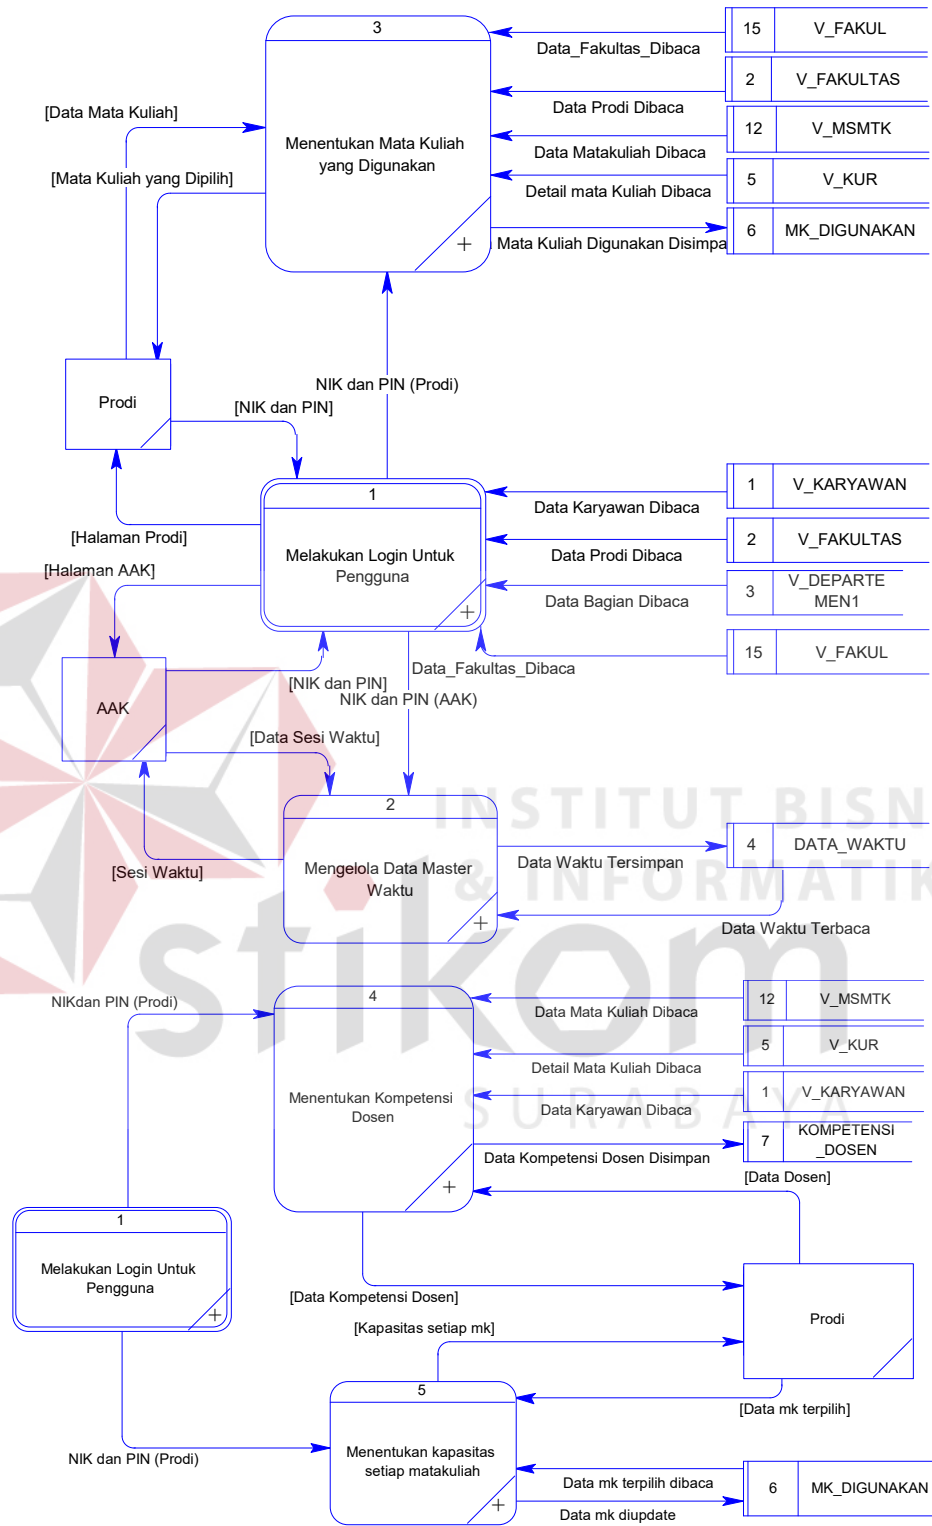 3
Menentukan Mata Kuliah
yang Digunakan
Data_Fakultas_Dibaca
15 V_FAKUL
Data Prodi Dibaca
2 V_FAKULTAS
Data Matakuliah Dibaca
12 V_MSMTK
Detail mata Kuliah Dibaca
5 V_KUR
Mata Kuliah Digunakan Disimpa
6 MK_DIGUNAKAN
[Data Mata Kuliah]
[Mata Kuliah yang Dipilih]
Prodi
NIK dan PIN (Prodi)
[NIK dan PIN]
[Halaman Prodi]
[Halaman AAK]
1
Melakukan Login Untuk
Pengguna
Data Karyawan Dibaca
1 V_KARYAWAN
Data Prodi Dibaca
2 V_FAKULTAS
Data Bagian Dibaca
3 V_DEPARTE
MEN1
Data_Fakultas_Dibaca
15 V_FAKUL
AAK
[NIK dan PIN]
NIK dan PIN (AAK)
[Data Sesi Waktu]
[Sesi Waktu]
2
Mengelola Data Master
Waktu
Data Waktu Tersimpan
4 DATA_WAKTU
Data Waktu Terbaca
INSTITUT BISN
& INFORMATIK
stikom
SURABAYA
NIKdan PIN (Prodi)
4
Menentukan Kompetensi
Dosen
Data Mata Kuliah Dibaca
12 V_MSMTK
Detail Mata Kuliah Dibaca
5 V_KUR
Data Karyawan Dibaca
1 V_KARYAWAN
Data Kompetensi Dosen Disimpan
7 KOMPETENSI
_DOSEN
[Data Dosen]
1
Melakukan Login Untuk
Pengguna
[Data Kompetensi Dosen]
Prodi
[Kapasitas setiap mk]
[Data mk terpilih]
NIK dan PIN (Prodi)
5
Menentukan kapasitas
setiap matakuliah
Data mk terpilih dibaca
6 MK_DIGUNAKAN
Data mk diupdate